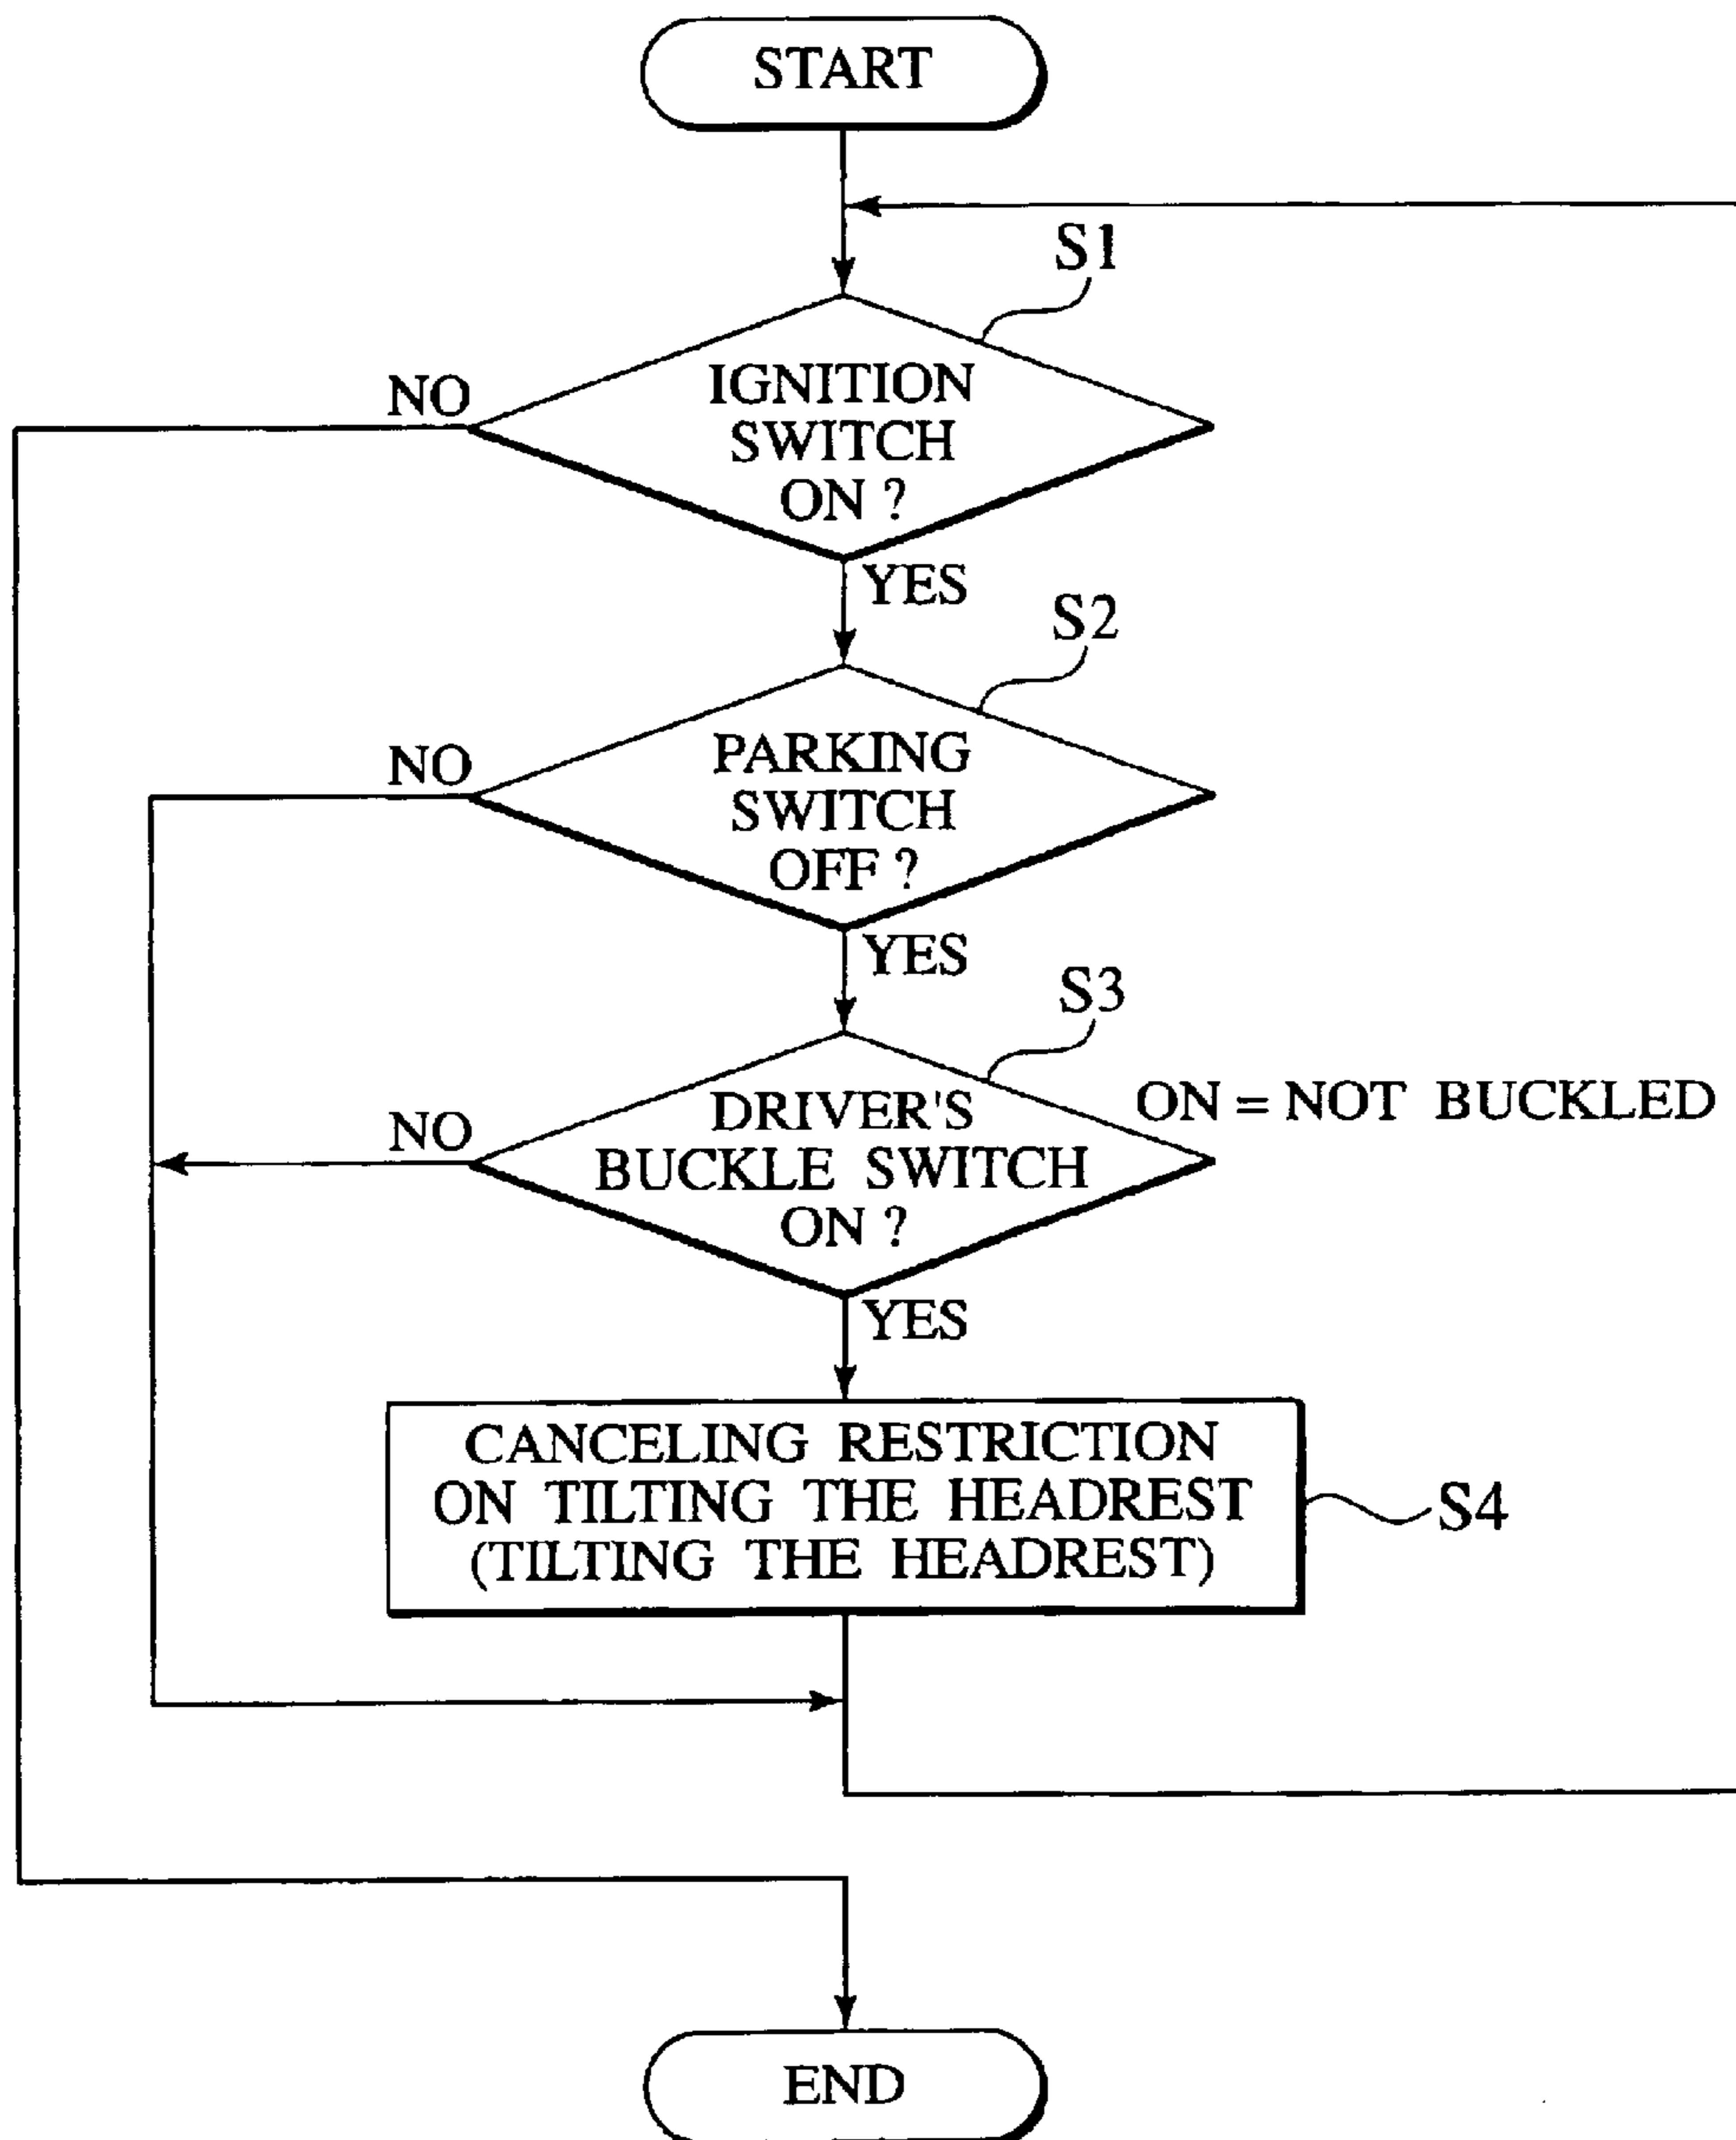 START
S1
NO
IGNITION
SWITCH
ON ?
YES
S2
NO
PARKING
SWITCH
OFF ?
YES
S3
NO
DRIVER'S
BUCKLE SWITCH
ON ?
ON = NOT BUCKLED
YES
CANCELING RESTRICTION
ON TILTING THE HEADREST
(TILTING THE HEADREST)
S4
END